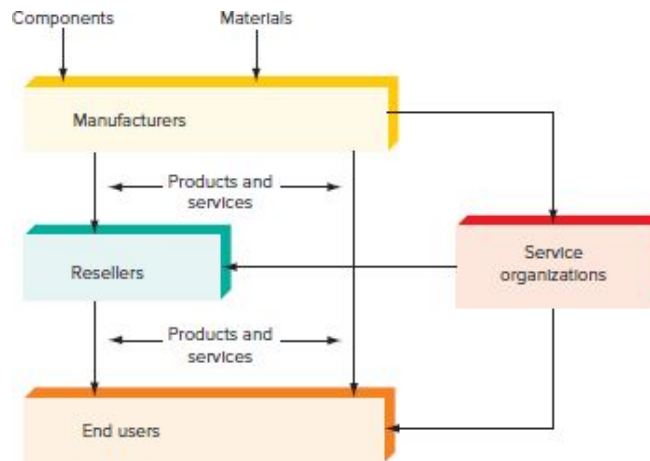 Components
Materials
Manufacturers
Products and
services
Resellers
Service
organizations
Products and
services
End users